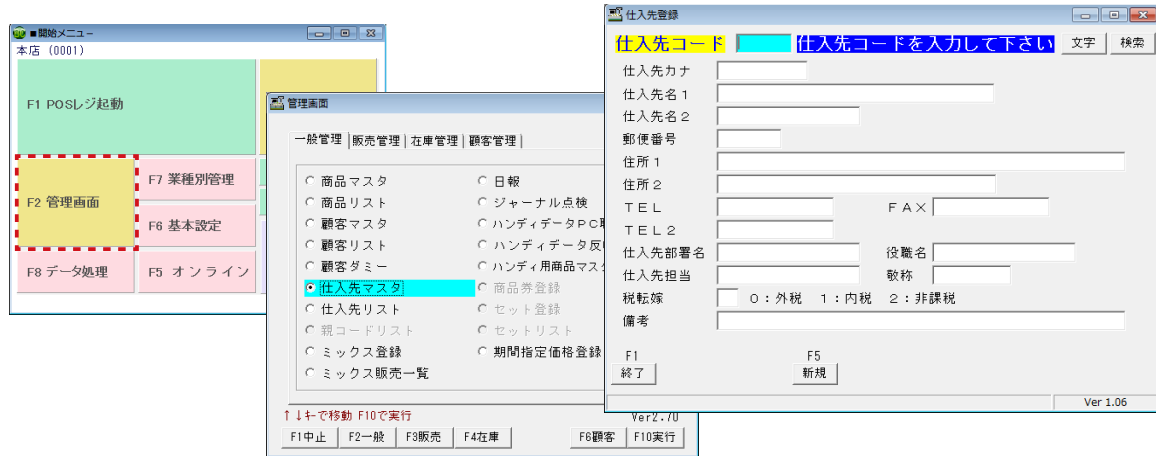 ■開始メニュー
本店 (0001)
F1 POSレジ起動
F2 管理画面
F7 業種別管理
F6 基本設定
F8 データ処理
F5 オンライン
管理画面
一般管理 販売管理 在庫管理 顧客管理
商品マスタ 日報
商品リスト ジャーナル点検
顧客マスタ ハンディデータPC
顧客リスト ハンディデータ反
顧客ダミー ハンディ用商品マス
仕入先マスタ 商品券登録
仕入先リスト セット登録
親コードリスト セットリスト
ミックス登録 期間指定価格登録
ミックス販売一覧
↑↓キーで移動 F10で実行 Ver2.70
F1中止 F2一般 F3販売 F4在庫 F6顧客 F10実行
仕入先登録
仕入先コード 仕入先コードを入力して下さい 文字 検索
仕入先カナ
仕入先名1
仕入先名2
郵便番号
住所1
住所2
TEL FAX
TEL2
仕入先部署名 役職名
仕入先担当 敬称
税転嫁 0:外税 1:内税 2:非課税
備考
F1 F5
終了 新規
Ver 1.06